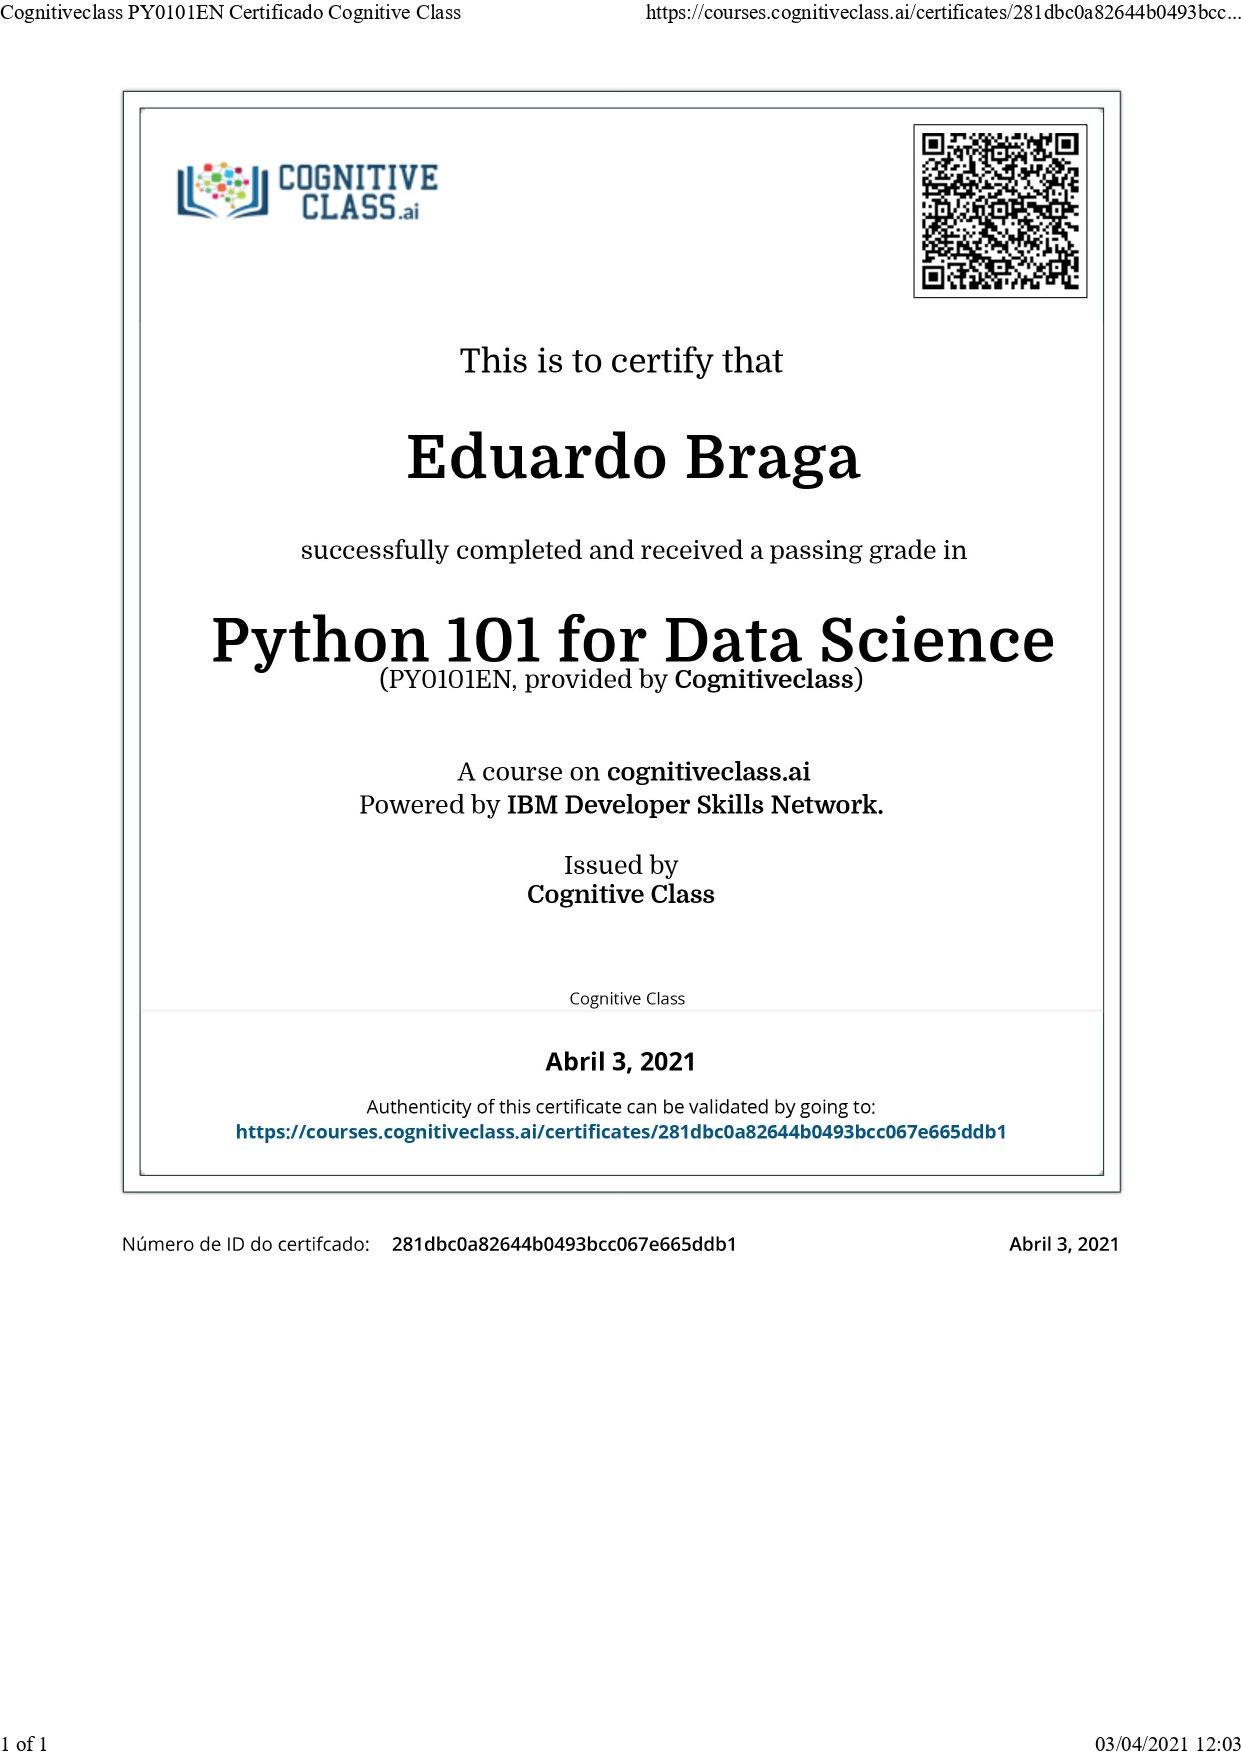 Cognitiveclass PY0101EN Certificado Cognitive Class
https://courses.cognitiveclass.ai/certificates/281dbc0a82644b0493bcc...
COGNITIVE
CLASS.ai
This is to certify that
Eduardo Braga
successfully completed and received a passing grade in
Python 101 for Data Science
(PY0101EN, provided by Cognitiveclass)
A course on cognitiveclass.ai
Powered by IBM Developer Skills Network.
Issued by
Cognitive Class
Cognitive Class
Abril 3, 2021
Authenticity of this certificate can be validated by going to:
https://courses.cognitiveclass.ai/certificates/281dbc0a82644b0493bcc067e665ddb1
Número de ID do certifcado: 281dbc0a82644b0493bcc067e665ddb1
Abril 3, 2021
1 of 1
03/04/2021 12:03